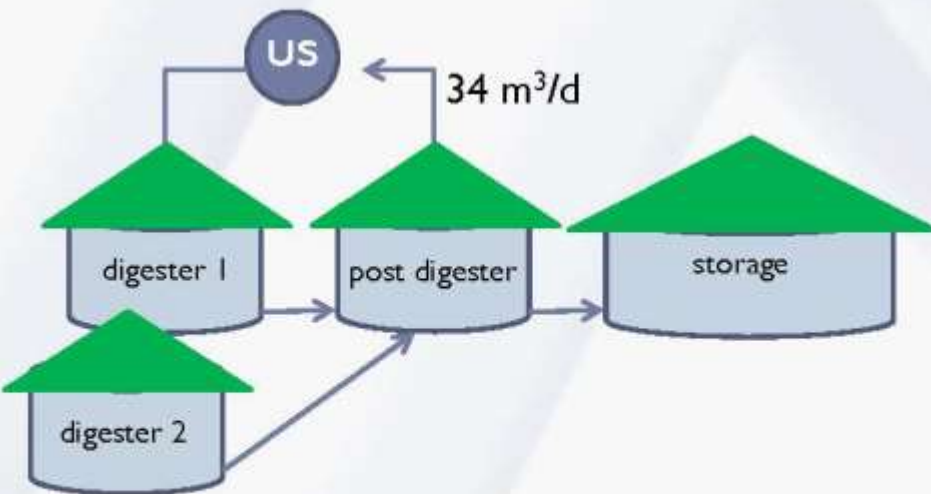 US
34 m³/d
digester 1
post digester
storage
digester 2